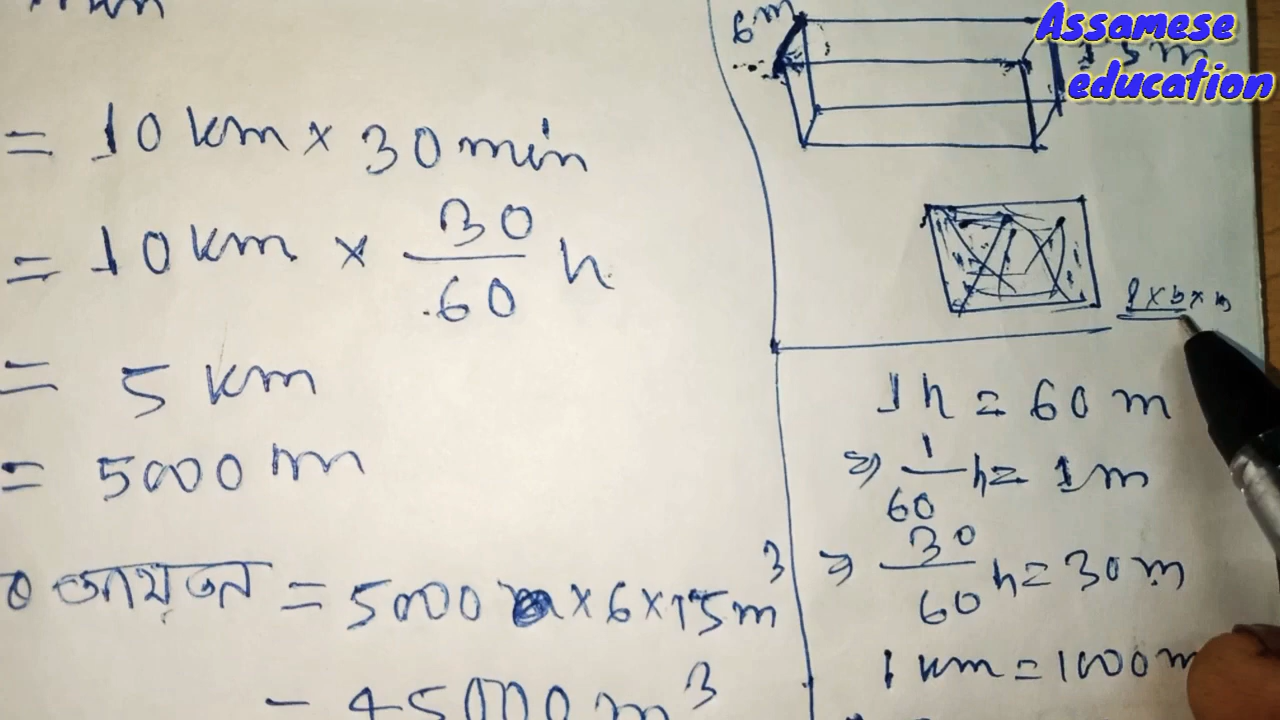 = 10 km × 30 min
= 10 km × 30/60 h
= 5 km
= 5000 m
আয়তন = 5000 m × 6 × 1.5 m³
= 45000 m³
6m
1.5m
Assamese
education
l × b × h
1 h = 60 m
⇒ 1/60 h = 1 m
⇒ 30/60 h = 30 m
1 km = 1000 m